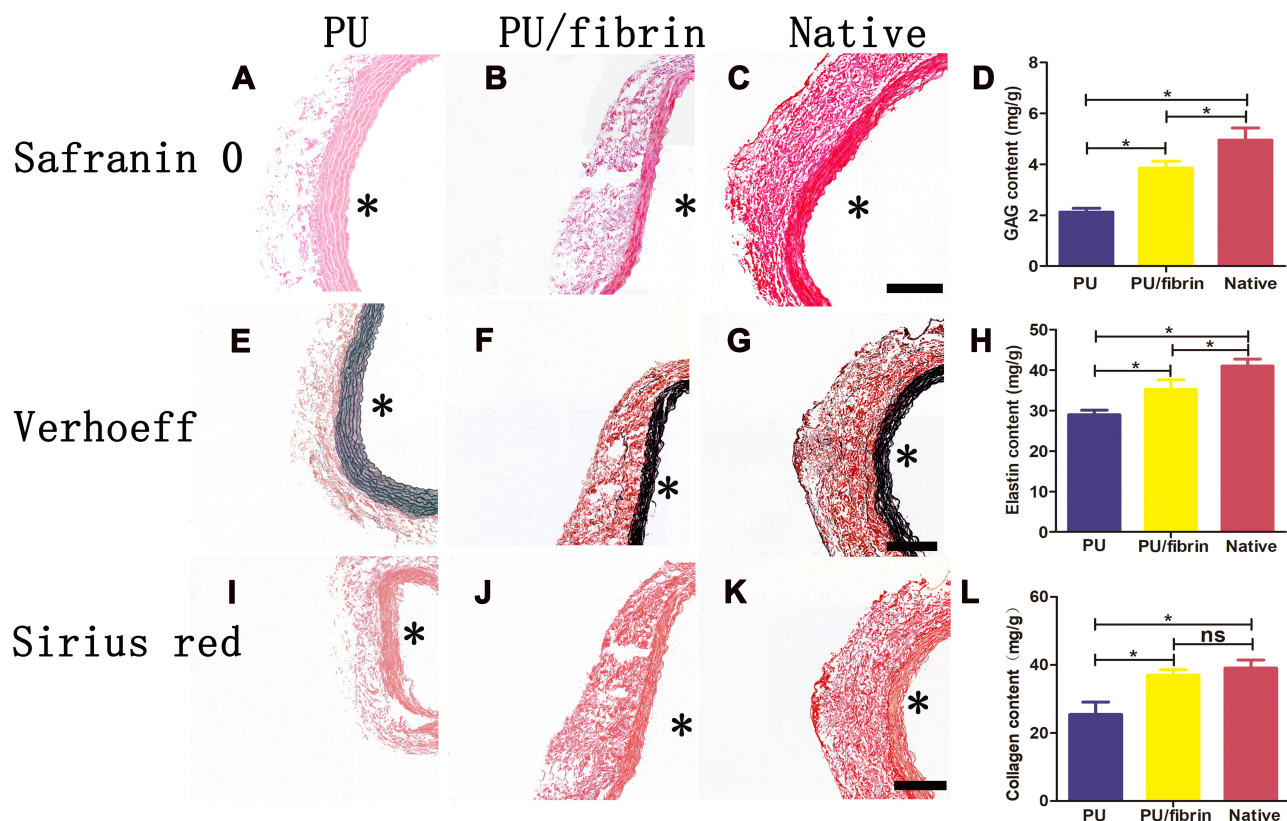 PU PU/fibrin Native
A B C D
Safranin O
GAG content (mg/g)
8
6
4
2
0
*
*
*
PU PU/fibrin Native
*
*
*
E F G H
Verhoeff
Elastin content (mg/g)
50
40
30
20
10
0
*
*
*
PU PU/fibrin Native
*
*
*
I J K L
Sirius red
Collagen content (mg/g)
60
40
20
0
*
ns
*
PU PU/fibrin Native
*
*
*